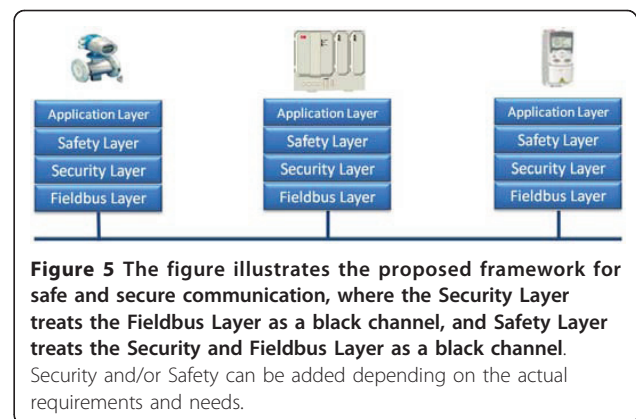 Application Layer
Safety Layer
Security Layer
Fieldbus Layer
Application Layer
Safety Layer
Security Layer
Fieldbus Layer
Application Layer
Safety Layer
Security Layer
Fieldbus Layer
Figure 5 The figure illustrates the proposed framework for
safe and secure communication, where the Security Layer
treats the Fieldbus Layer as a black channel, and Safety Layer
treats the Security and Fieldbus Layer as a black channel.
Security and/or Safety can be added depending on the actual
requirements and needs.